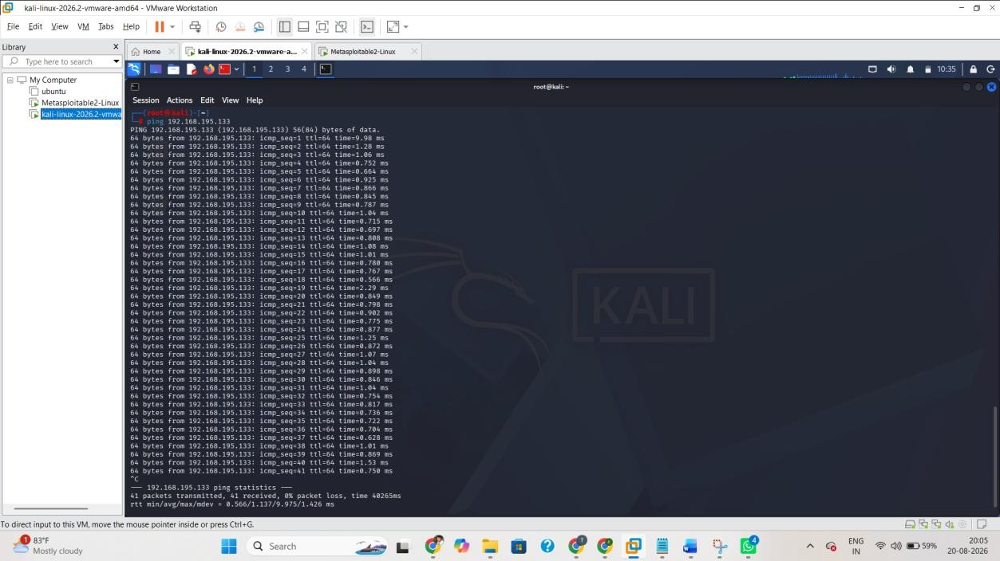 kali-linux-2026.2-vmware-amd64 - VMware Workstation
File Edit View VM Tabs Help
Library
Type here to search
My Computer
ubuntu
Metasploitable2-Linux
kali-linux-2026.2-vmwa
Home kali-linux-2026.2-vmware-a... Metasploitable2-Linux
1 2 3 4 10:35
root@kali: ~
Session Actions Edit View Help
(root㉿kali)-[~]
# ping 192.168.195.133
PING 192.168.195.133 (192.168.195.133) 56(84) bytes of data.
64 bytes from 192.168.195.133: icmp_seq=1 ttl=64 time=9.98 ms
64 bytes from 192.168.195.133: icmp_seq=2 ttl=64 time=1.28 ms
64 bytes from 192.168.195.133: icmp_seq=3 ttl=64 time=1.06 ms
64 bytes from 192.168.195.133: icmp_seq=4 ttl=64 time=0.752 ms
64 bytes from 192.168.195.133: icmp_seq=5 ttl=64 time=0.664 ms
64 bytes from 192.168.195.133: icmp_seq=6 ttl=64 time=0.925 ms
64 bytes from 192.168.195.133: icmp_seq=7 ttl=64 time=0.866 ms
64 bytes from 192.168.195.133: icmp_seq=8 ttl=64 time=0.845 ms
64 bytes from 192.168.195.133: icmp_seq=9 ttl=64 time=0.787 ms
64 bytes from 192.168.195.133: icmp_seq=10 ttl=64 time=1.04 ms
64 bytes from 192.168.195.133: icmp_seq=11 ttl=64 time=0.715 ms
64 bytes from 192.168.195.133: icmp_seq=12 ttl=64 time=0.697 ms
64 bytes from 192.168.195.133: icmp_seq=13 ttl=64 time=0.808 ms
64 bytes from 192.168.195.133: icmp_seq=14 ttl=64 time=1.08 ms
64 bytes from 192.168.195.133: icmp_seq=15 ttl=64 time=1.01 ms
64 bytes from 192.168.195.133: icmp_seq=16 ttl=64 time=0.780 ms
64 bytes from 192.168.195.133: icmp_seq=17 ttl=64 time=0.767 ms
64 bytes from 192.168.195.133: icmp_seq=18 ttl=64 time=0.566 ms
64 bytes from 192.168.195.133: icmp_seq=19 ttl=64 time=2.29 ms
64 bytes from 192.168.195.133: icmp_seq=20 ttl=64 time=0.849 ms
64 bytes from 192.168.195.133: icmp_seq=21 ttl=64 time=0.798 ms
64 bytes from 192.168.195.133: icmp_seq=22 ttl=64 time=0.902 ms
64 bytes from 192.168.195.133: icmp_seq=23 ttl=64 time=0.775 ms
64 bytes from 192.168.195.133: icmp_seq=24 ttl=64 time=0.877 ms
64 bytes from 192.168.195.133: icmp_seq=25 ttl=64 time=1.25 ms
64 bytes from 192.168.195.133: icmp_seq=26 ttl=64 time=0.872 ms
64 bytes from 192.168.195.133: icmp_seq=27 ttl=64 time=1.07 ms
64 bytes from 192.168.195.133: icmp_seq=28 ttl=64 time=1.04 ms
64 bytes from 192.168.195.133: icmp_seq=29 ttl=64 time=0.898 ms
64 bytes from 192.168.195.133: icmp_seq=30 ttl=64 time=0.846 ms
64 bytes from 192.168.195.133: icmp_seq=31 ttl=64 time=1.04 ms
64 bytes from 192.168.195.133: icmp_seq=32 ttl=64 time=0.754 ms
64 bytes from 192.168.195.133: icmp_seq=33 ttl=64 time=0.817 ms
64 bytes from 192.168.195.133: icmp_seq=34 ttl=64 time=0.736 ms
64 bytes from 192.168.195.133: icmp_seq=35 ttl=64 time=0.722 ms
64 bytes from 192.168.195.133: icmp_seq=36 ttl=64 time=0.704 ms
64 bytes from 192.168.195.133: icmp_seq=37 ttl=64 time=0.628 ms
64 bytes from 192.168.195.133: icmp_seq=38 ttl=64 time=1.01 ms
64 bytes from 192.168.195.133: icmp_seq=39 ttl=64 time=0.869 ms
64 bytes from 192.168.195.133: icmp_seq=40 ttl=64 time=1.53 ms
64 bytes from 192.168.195.133: icmp_seq=41 ttl=64 time=0.750 ms
^C
--- 192.168.195.133 ping statistics ---
41 packets transmitted, 41 received, 0% packet loss, time 40265ms
rtt min/avg/max/mdev = 0.566/1.137/9.975/1.426 ms
KALI
To direct input to this VM, move the mouse pointer inside or press Ctrl+G.
1 83°F
Mostly cloudy
Search
T
4
ENG
IN
59%
20:05
20-08-2026